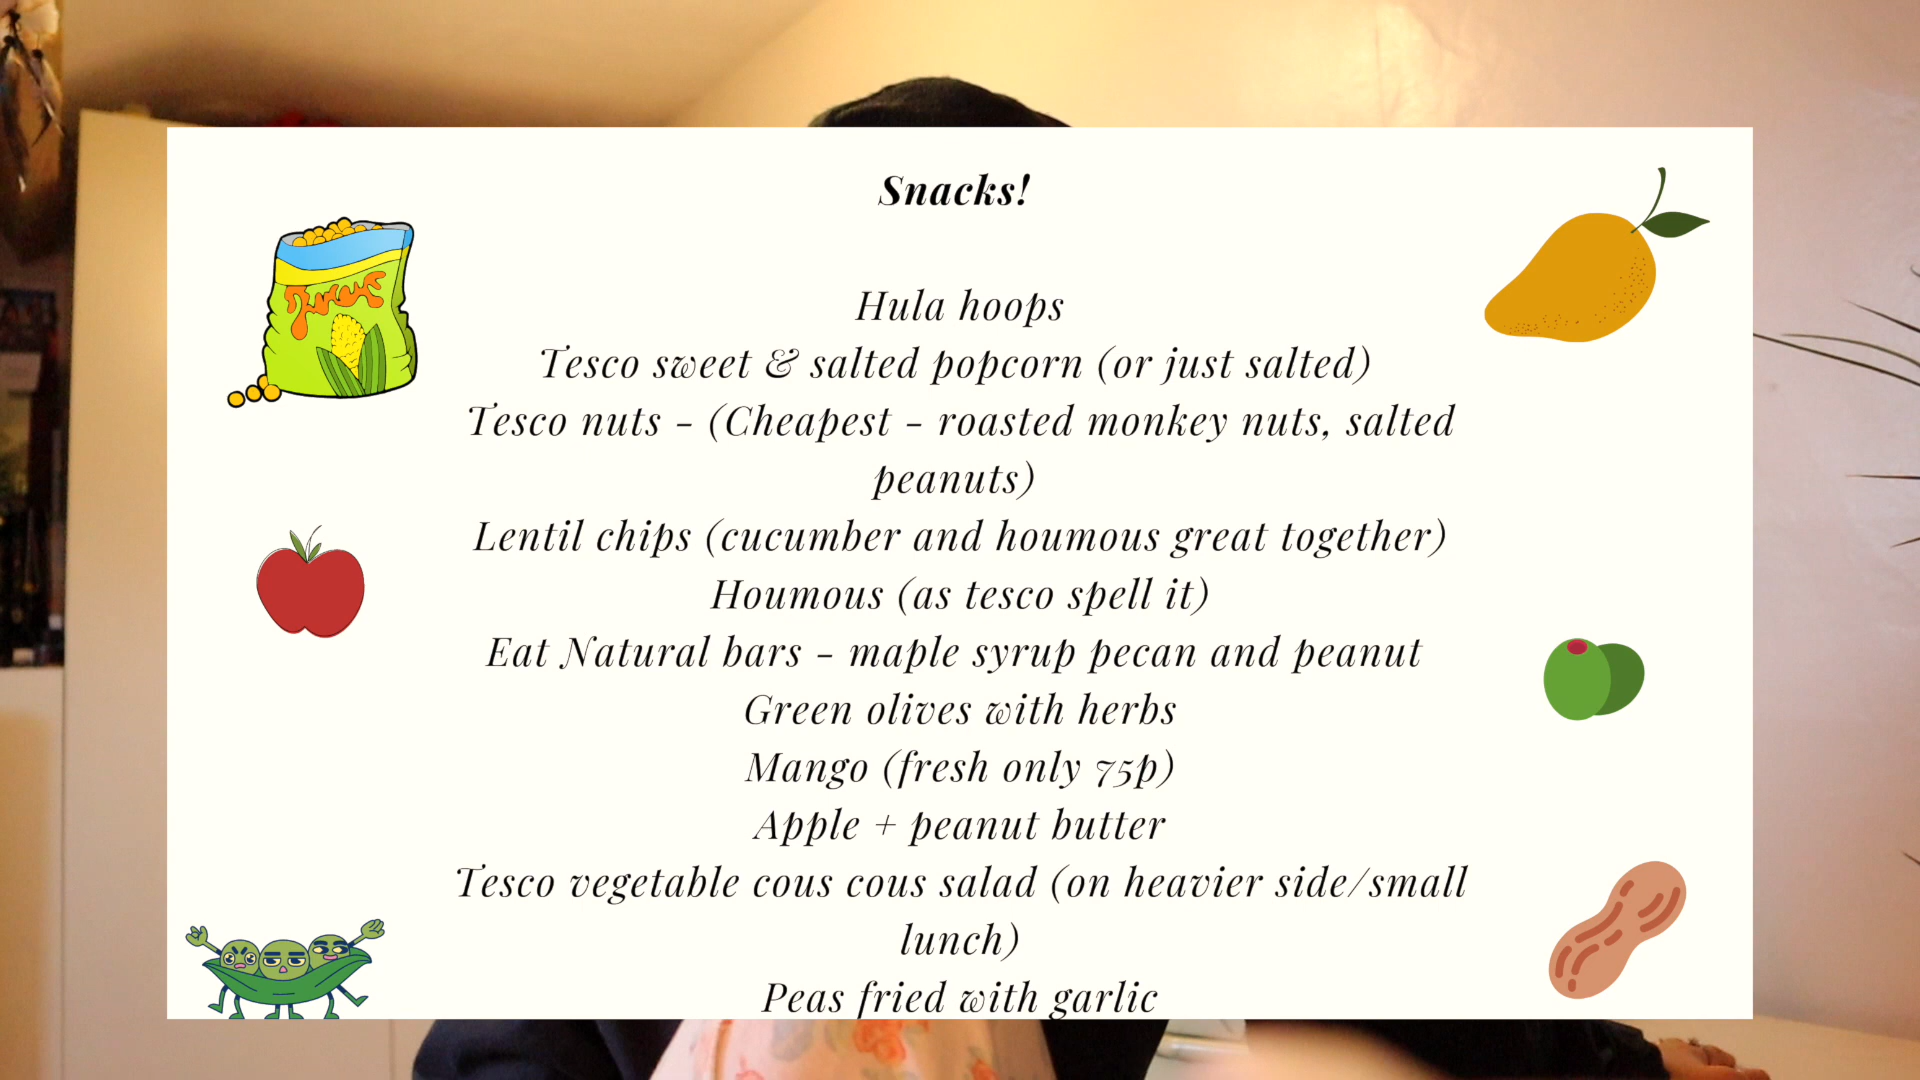 Snacks!
Hula hoops
Tesco sweet & salted popcorn (or just salted)
Tesco nuts - (Cheapest - roasted monkey nuts, salted
peanuts)
Lentil chips (cucumber and houmous great together)
Houmous (as tesco spell it)
Eat Natural bars - maple syrup pecan and peanut
Green olives with herbs
Mango (fresh only 75p)
Apple + peanut butter
Tesco vegetable cous cous salad (on heavier side/small
lunch)
Peas fried with garlic